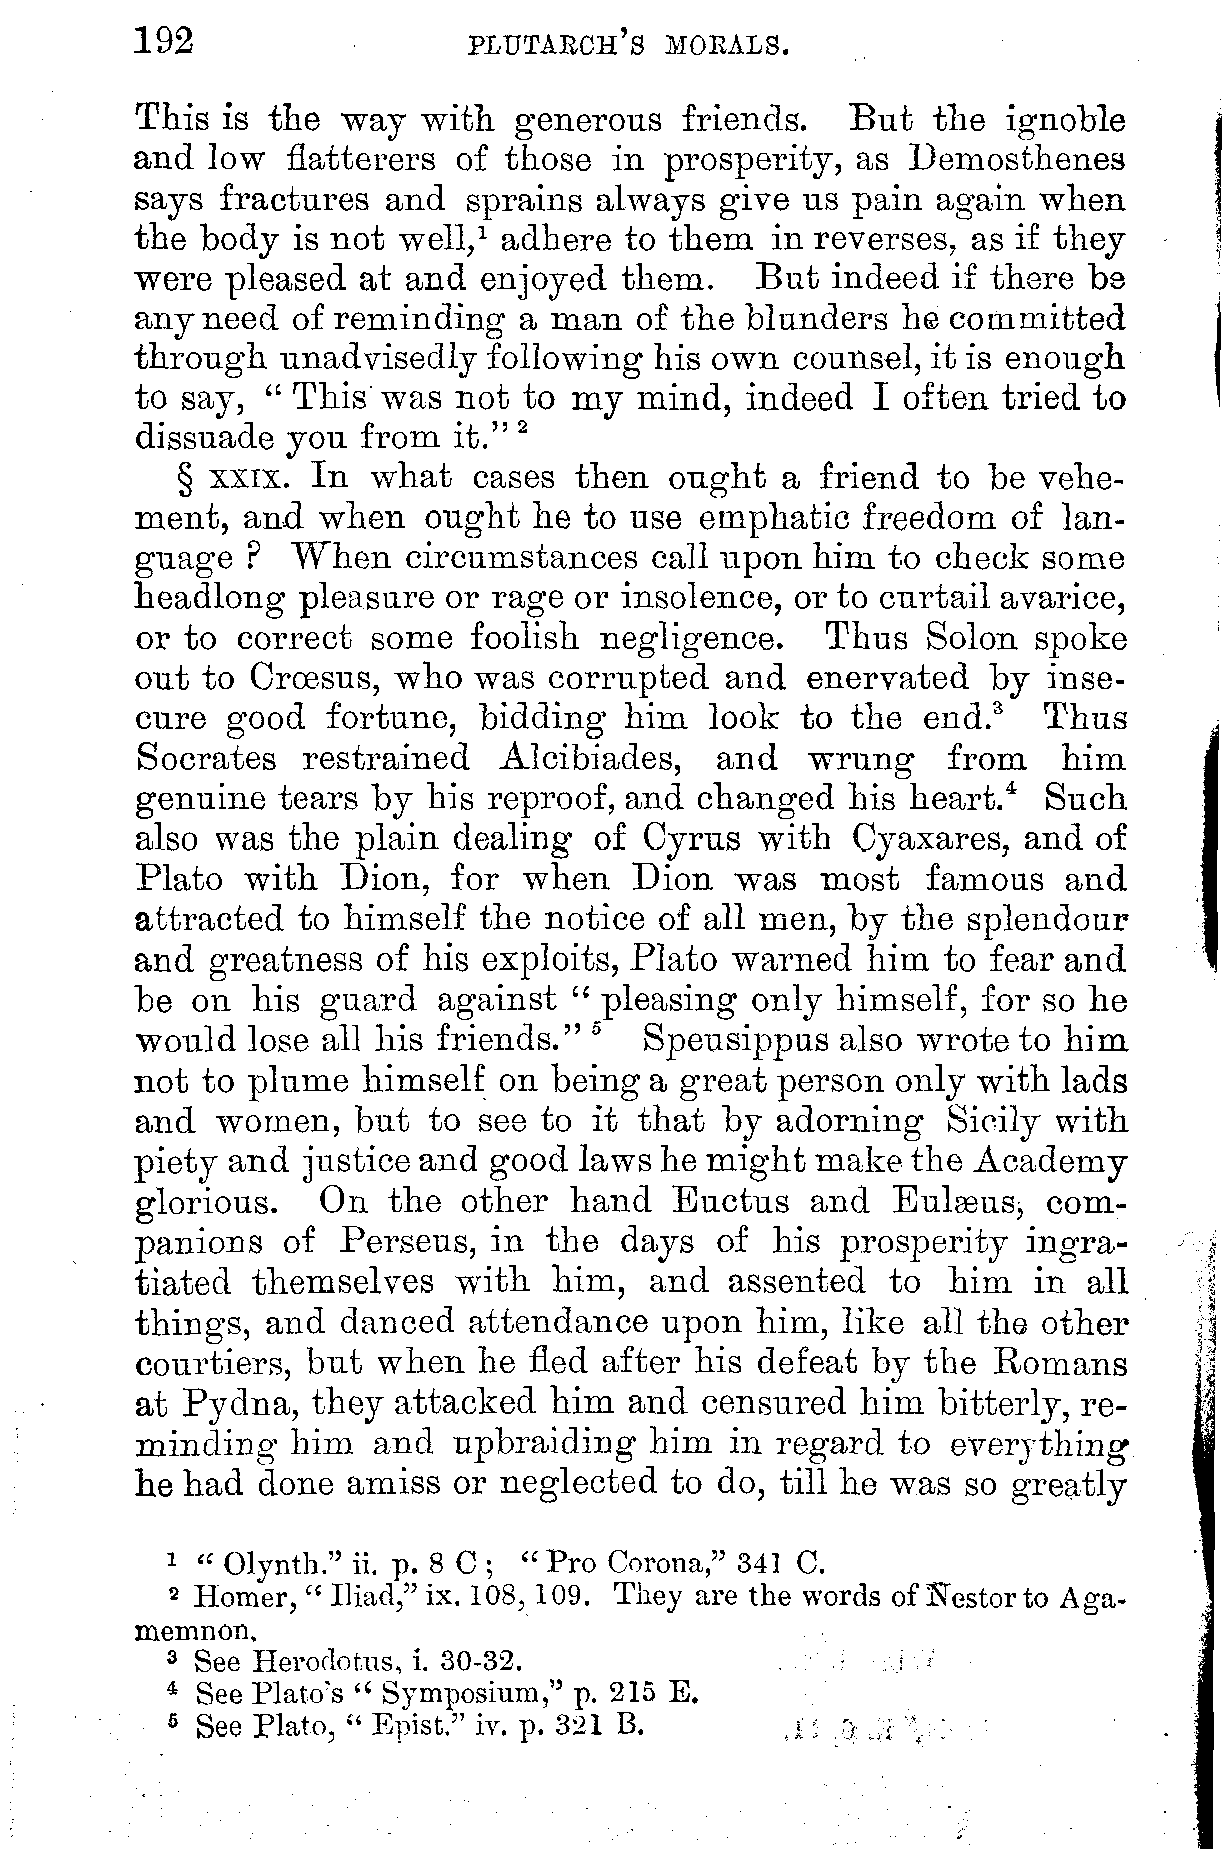 192 PLUTARCH'S MORALS.
This is the way with generous friends. But the ignoble
and low flatterers of those in prosperity, as Demosthenes
says fractures and sprains always give us pain again when
the body is not well,¹ adhere to them in reverses, as if they
were pleased at and enjoyed them. But indeed if there be
any need of reminding a man of the blunders he committed
through unadvisedly following his own counsel, it is enough
to say, “This was not to my mind, indeed I often tried to
dissuade you from it.”²
§ XXIX. In what cases then ought a friend to be vehe-
ment, and when ought he to use emphatic freedom of lan-
guage? When circumstances call upon him to check some
headlong pleasure or rage or insolence, or to curtail avarice,
or to correct some foolish negligence. Thus Solon spoke
out to Crœsus, who was corrupted and enervated by inse-
cure good fortune, bidding him look to the end.³ Thus
Socrates restrained Alcibiades, and wrung from him
genuine tears by his reproof, and changed his heart.⁴ Such
also was the plain dealing of Cyrus with Cyaxares, and of
Plato with Dion, for when Dion was most famous and
attracted to himself the notice of all men, by the splendour
and greatness of his exploits, Plato warned him to fear and
be on his guard against “pleasing only himself, for so he
would lose all his friends.”⁵ Speusippus also wrote to him
not to plume himself on being a great person only with lads
and women, but to see to it that by adorning Sicily with
piety and justice and good laws he might make the Academy
glorious. On the other hand Euctus and Eulæus, com-
panions of Perseus, in the days of his prosperity ingra-
tiated themselves with him, and assented to him in all
things, and danced attendance upon him, like all the other
courtiers, but when he fled after his defeat by the Romans
at Pydna, they attacked him and censured him bitterly, re-
minding him and upbraiding him in regard to everything
he had done amiss or neglected to do, till he was so greatly
¹ “Olynth.” ii. p. 8 C; “Pro Corona,” 341 C.
² Homer, “Iliad,” ix. 108, 109. They are the words of Nestor to Aga-
memnon.
³ See Herodotus, i. 30-32.
⁴ See Plato's “Symposium,” p. 215 E.
⁵ See Plato, “Epist.” iv. p. 321 B.